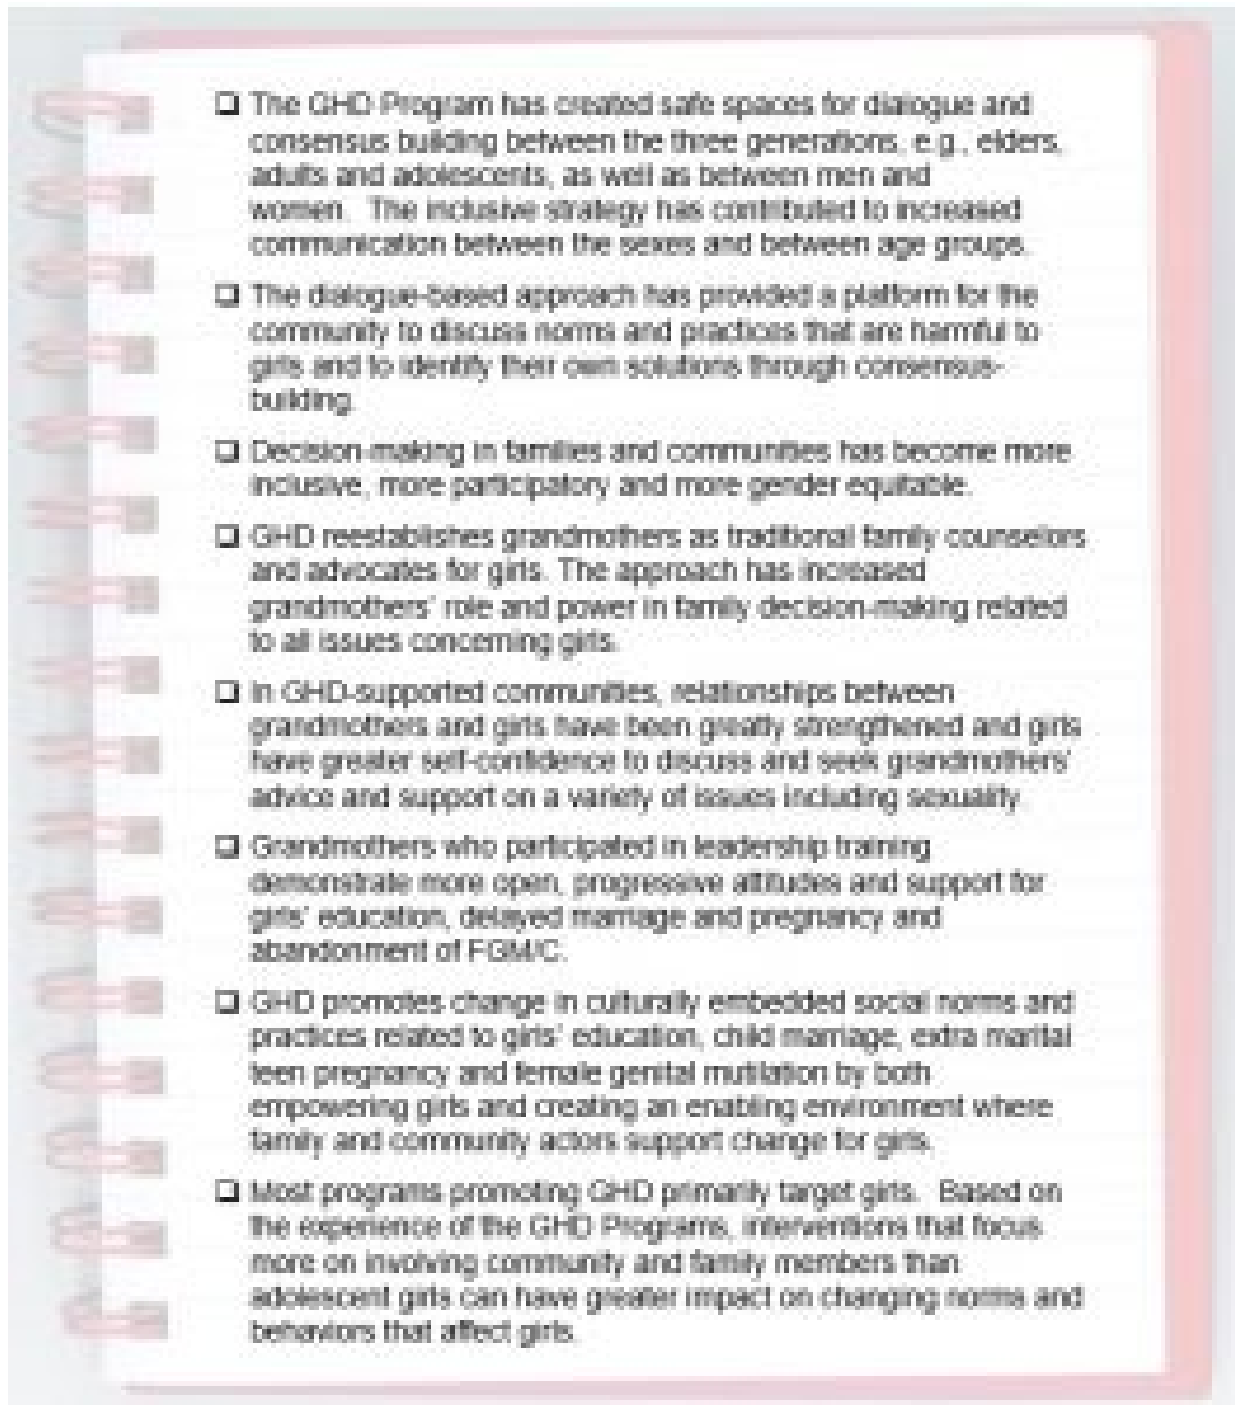 ❑ The GHD Program has created safe spaces for dialogue and
consensus building between the three generations, e.g., elders,
adults and adolescents, as well as between men and
women.  The inclusive strategy has contributed to increased
communication between the sexes and between age groups.
❑ The dialogue-based approach has provided a platform for the
community to discuss norms and practices that are harmful to
girls and to identify their own solutions through consensus-
building.
❑ Decision-making in families and communities has become more
inclusive, more participatory and more gender equitable.
❑ GHD reestablishes grandmothers as traditional family counselors
and advocates for girls. The approach has increased
grandmothers' role and power in family decision-making related
to all issues concerning girls.
❑ In GHD-supported communities, relationships between
grandmothers and girls have been greatly strengthened and girls
have greater self-confidence to discuss and seek grandmothers'
advice and support on a variety of issues including sexuality.
❑ Grandmothers who participated in leadership training
demonstrate more open, progressive attitudes and support for
girls' education, delayed marriage and pregnancy and
abandonment of FGM/C.
❑ GHD promotes change in culturally embedded social norms and
practices related to girls' education, child marriage, extra marital
teen pregnancy and female genital mutilation by both
empowering girls and creating an enabling environment where
family and community actors support change for girls.
❑ Most programs promoting GHD primarily target girls.  Based on
the experience of the GHD Programs, interventions that focus
more on involving community and family members than
adolescent girls can have greater impact on changing norms and
behaviors that affect girls.